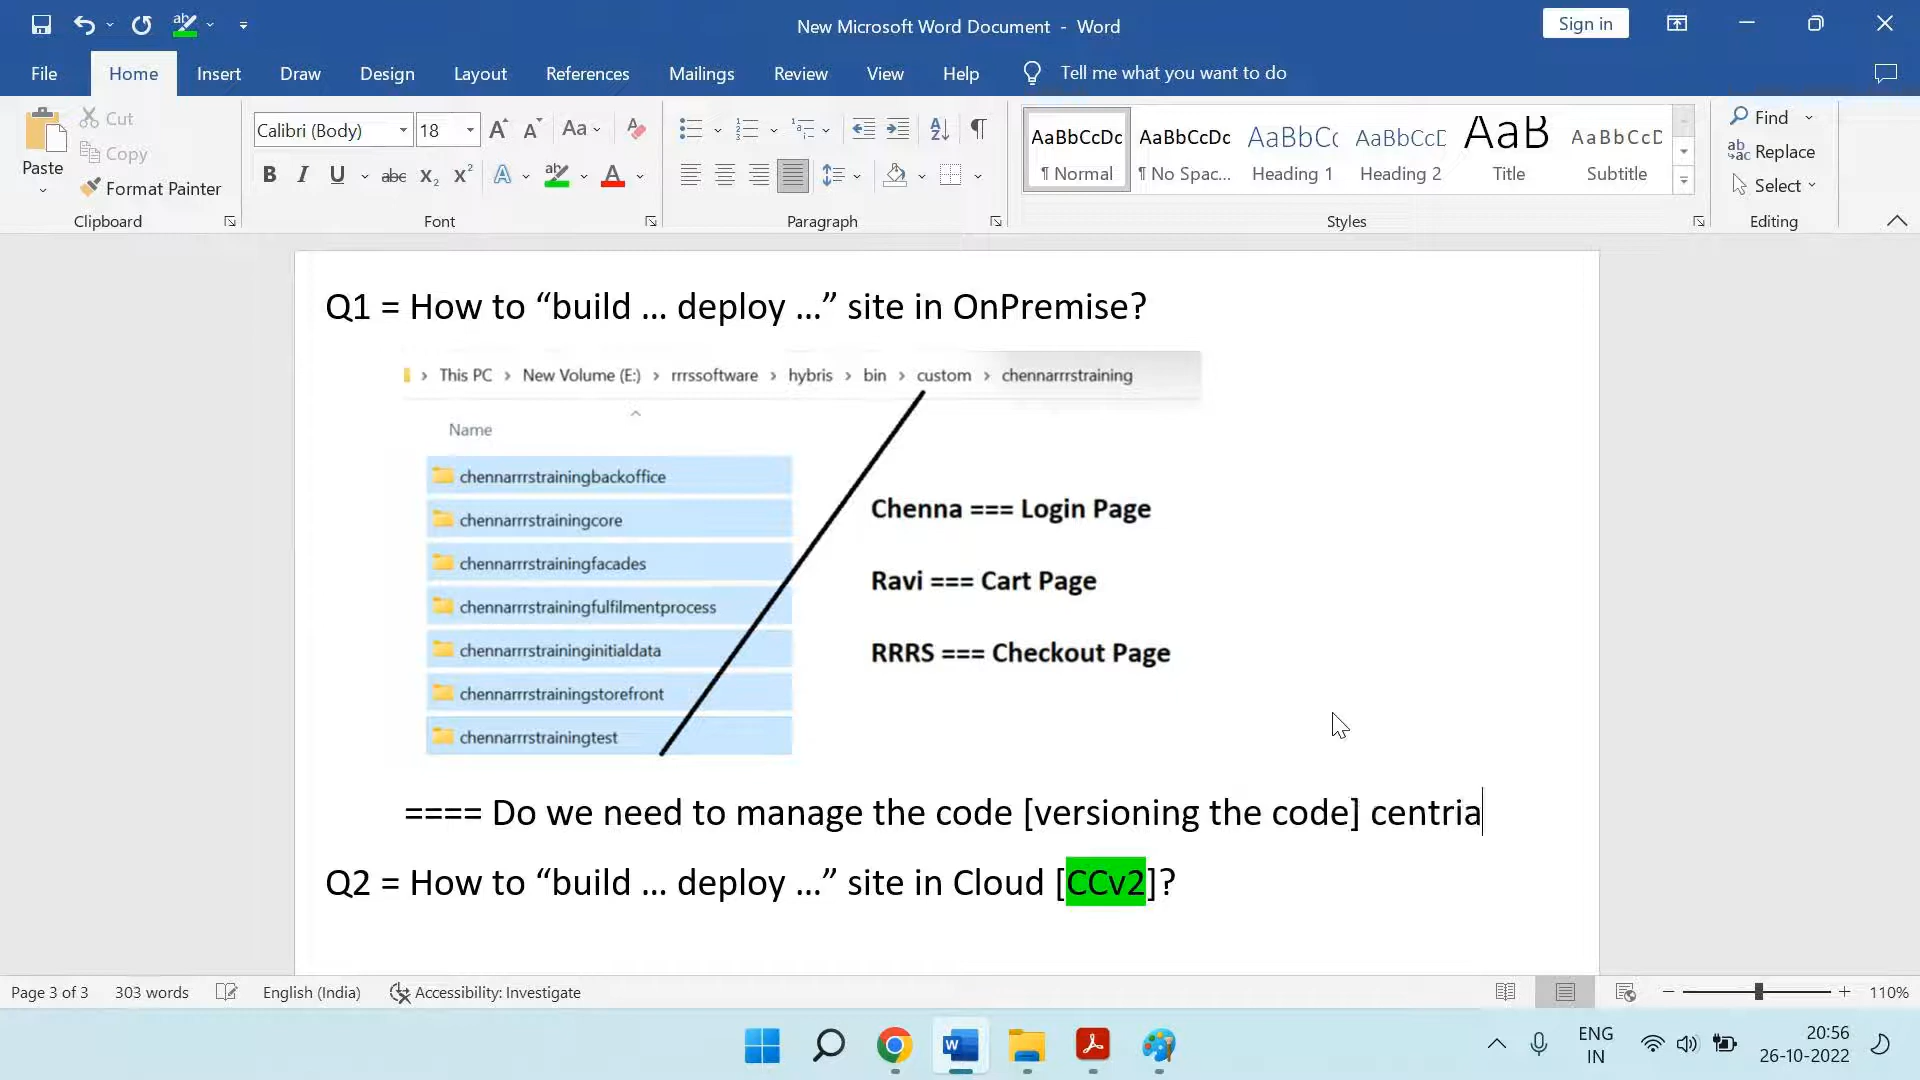 New Microsoft Word Document - Word
Sign in
File Home Insert Draw Design Layout References Mailings Review View Help Tell me what you want to do
Paste
Cut
Copy
Format Painter
Clipboard
Calibri (Body) 18
Font
Paragraph
AaBbCcDc AaBbCcDc AaBbCc AaBbCcD AaB AaBbCcD
¶ Normal ¶ No Spac... Heading 1 Heading 2 Title Subtitle
Styles
Find
Replace
Select
Editing
Q1 = How to “build … deploy …” site in OnPremise?
› This PC › New Volume (E:) › rrrssoftware › hybris › bin › custom › chennarrrstraining
Name
chennarrrstrainingbackoffice
chennarrrstrainingcore
chennarrrstrainingfacades
chennarrrstrainingfulfilmentprocess
chennarrrstraininginitialdata
chennarrrstrainingstorefront
chennarrrstrainingtest
Chenna === Login Page
Ravi === Cart Page
RRRS === Checkout Page
==== Do we need to manage the code [versioning the code] centria
Q2 = How to “build … deploy …” site in Cloud [CCv2]?
Page 3 of 3 303 words English (India) Accessibility: Investigate 110%
ENG
IN
20:56
26-10-2022